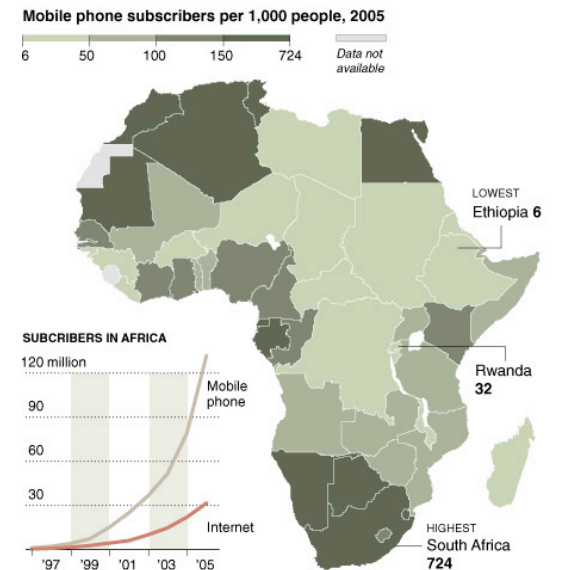 Mobile phone subscribers per 1,000 people, 2005
6 50 100 150 724
Data not
available
LOWEST
Ethiopia 6
Rwanda
32
HIGHEST
South Africa
724
SUBCRIBERS IN AFRICA
120 million
90
60
30
Mobile
phone
Internet
'97 '99 '01 '03 '05